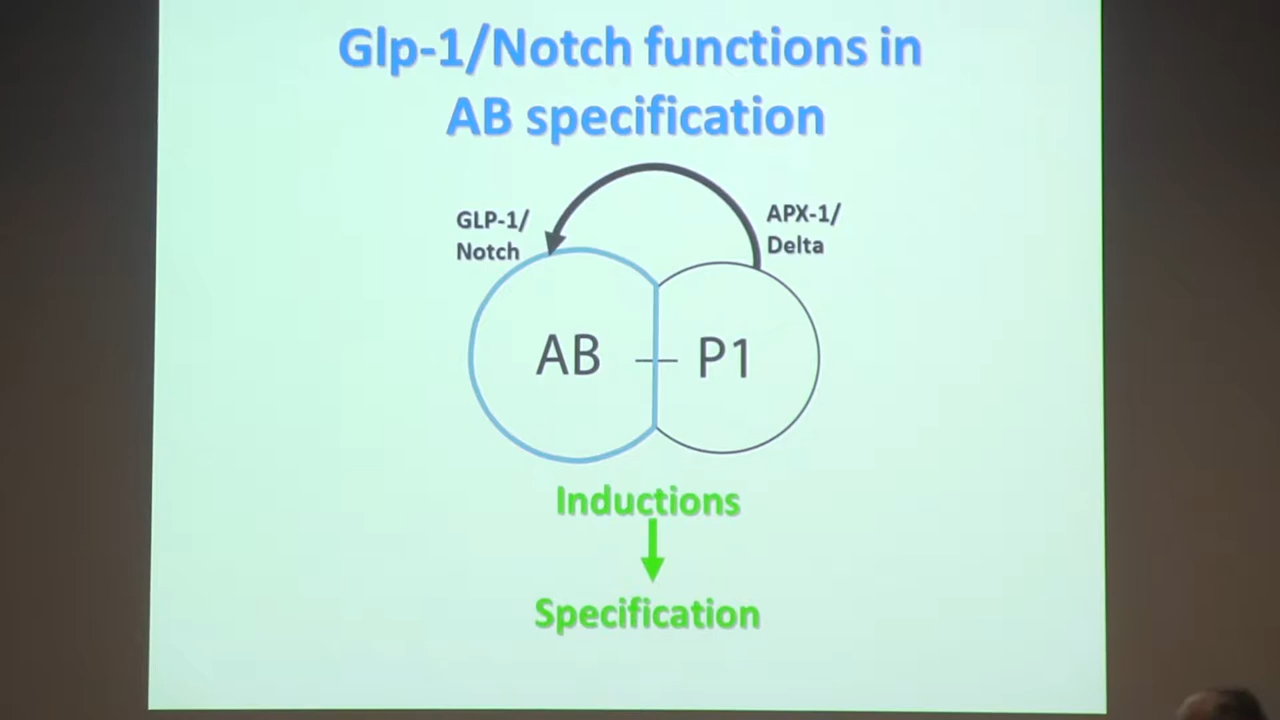 Glp-1/Notch functions in
AB specification
GLP-1/
Notch
APX-1/
Delta
AB
P1
Inductions
Specification